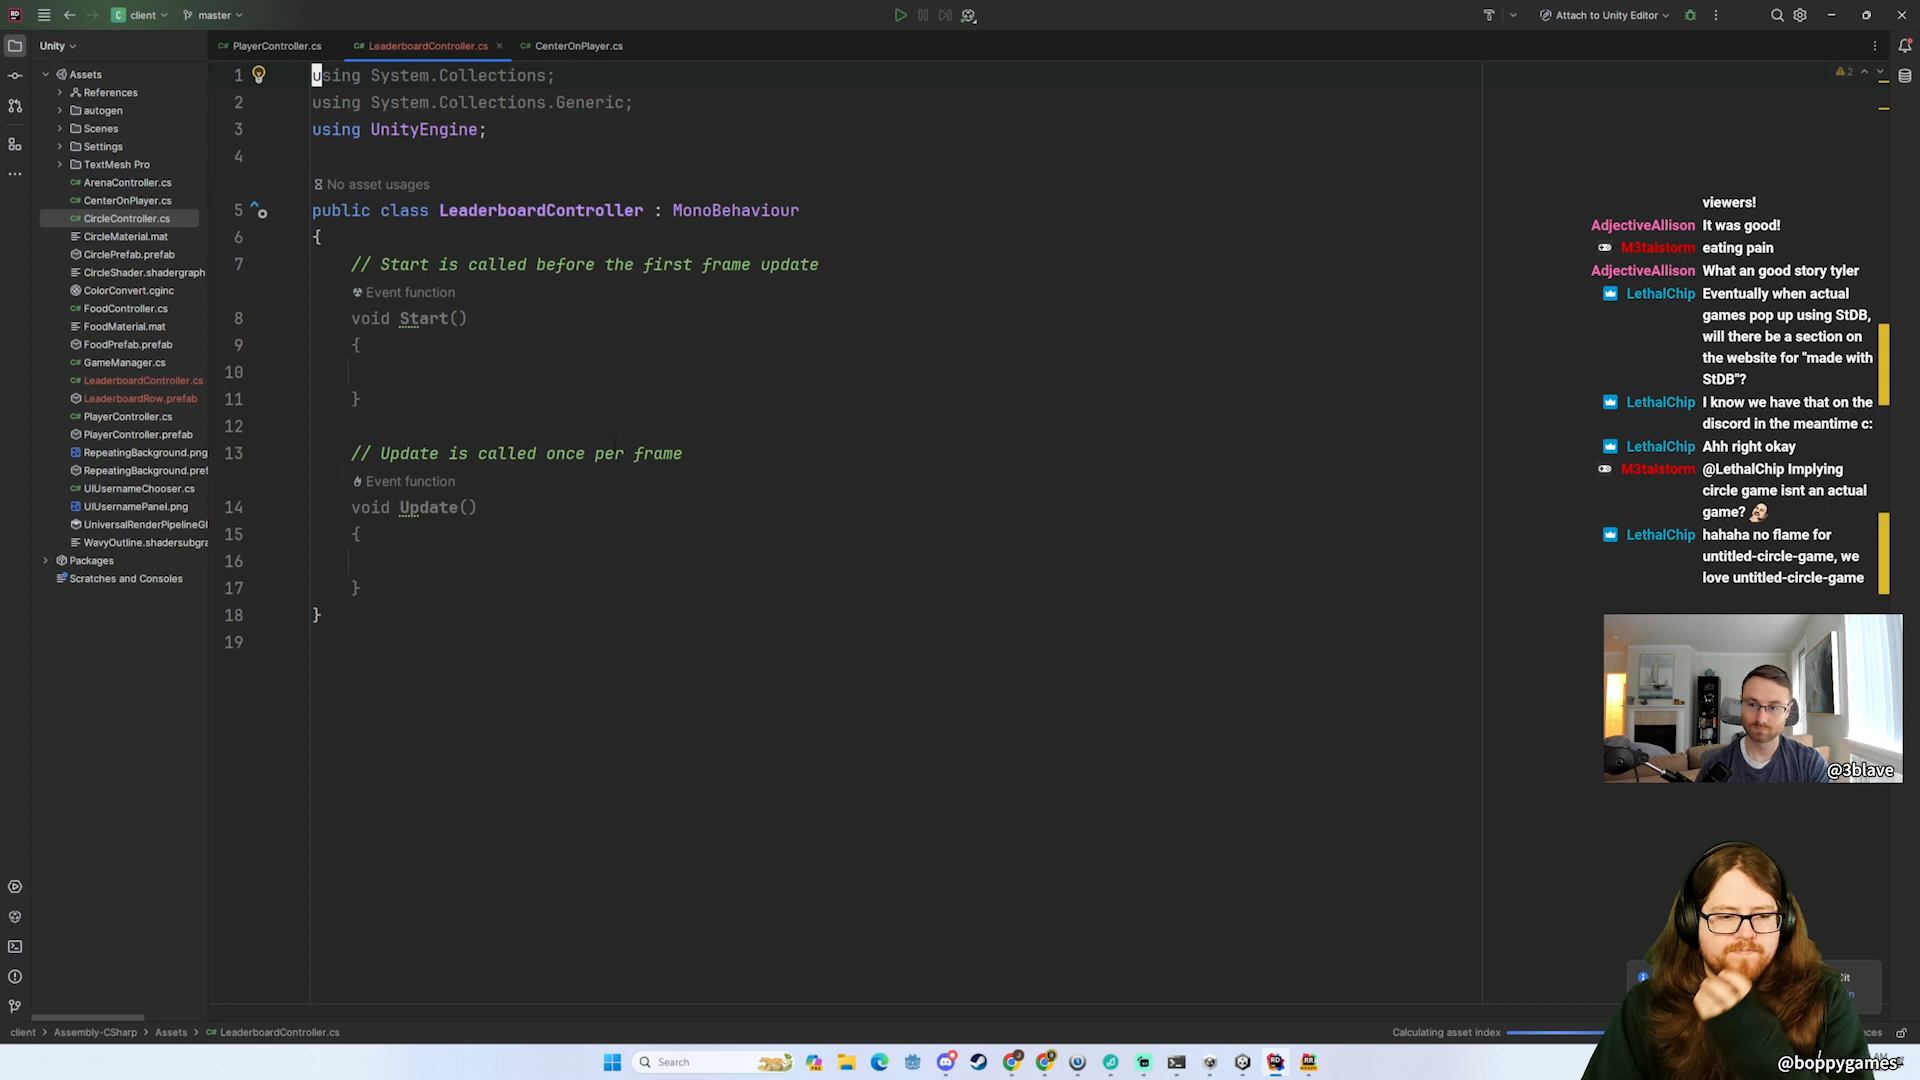 client
master
Attach to Unity Editor
Unity
PlayerController.cs
LeaderboardController.cs
CenterOnPlayer.cs
Assets
References
autogen
Scenes
Settings
TextMesh Pro
ArenaController.cs
CenterOnPlayer.cs
CircleController.cs
CircleMaterial.mat
CirclePrefab.prefab
CircleShader.shadergraph
ColorConvert.cginc
FoodController.cs
FoodMaterial.mat
FoodPrefab.prefab
GameManager.cs
LeaderboardController.cs
LeaderboardRow.prefab
PlayerController.cs
PlayerController.prefab
RepeatingBackground.png
RepeatingBackground.pref
UIUsernameChooser.cs
UIUsernamePanel.png
UniversalRenderPipelineGl
WavyOutline.shadersubgra
Packages
Scratches and Consoles
2
1 using System.Collections;
2 using System.Collections.Generic;
3 using UnityEngine;
4
No asset usages
5 public class LeaderboardController : MonoBehaviour
6 {
7 // Start is called before the first frame update
Event function
8 void Start()
9 {
10
11 }
12
13 // Update is called once per frame
Event function
14 void Update()
15 {
16
17 }
18 }
19
viewers!
AdjectiveAllison It was good!
M3talstorm eating pain
AdjectiveAllison What an good story tyler
LethalChip Eventually when actual
games pop up using StDB,
will there be a section on
the website for "made with
StDB"?
LethalChip I know we have that on the
discord in the meantime c:
LethalChip Ahh right okay
M3talstorm @LethalChip Implying
circle game isnt an actual
game?
LethalChip hahaha no flame for
untitled-circle-game, we
love untitled-circle-game
@3blave
client > Assembly-CSharp > Assets > LeaderboardController.cs
Calculating asset index
Search
@boppygames